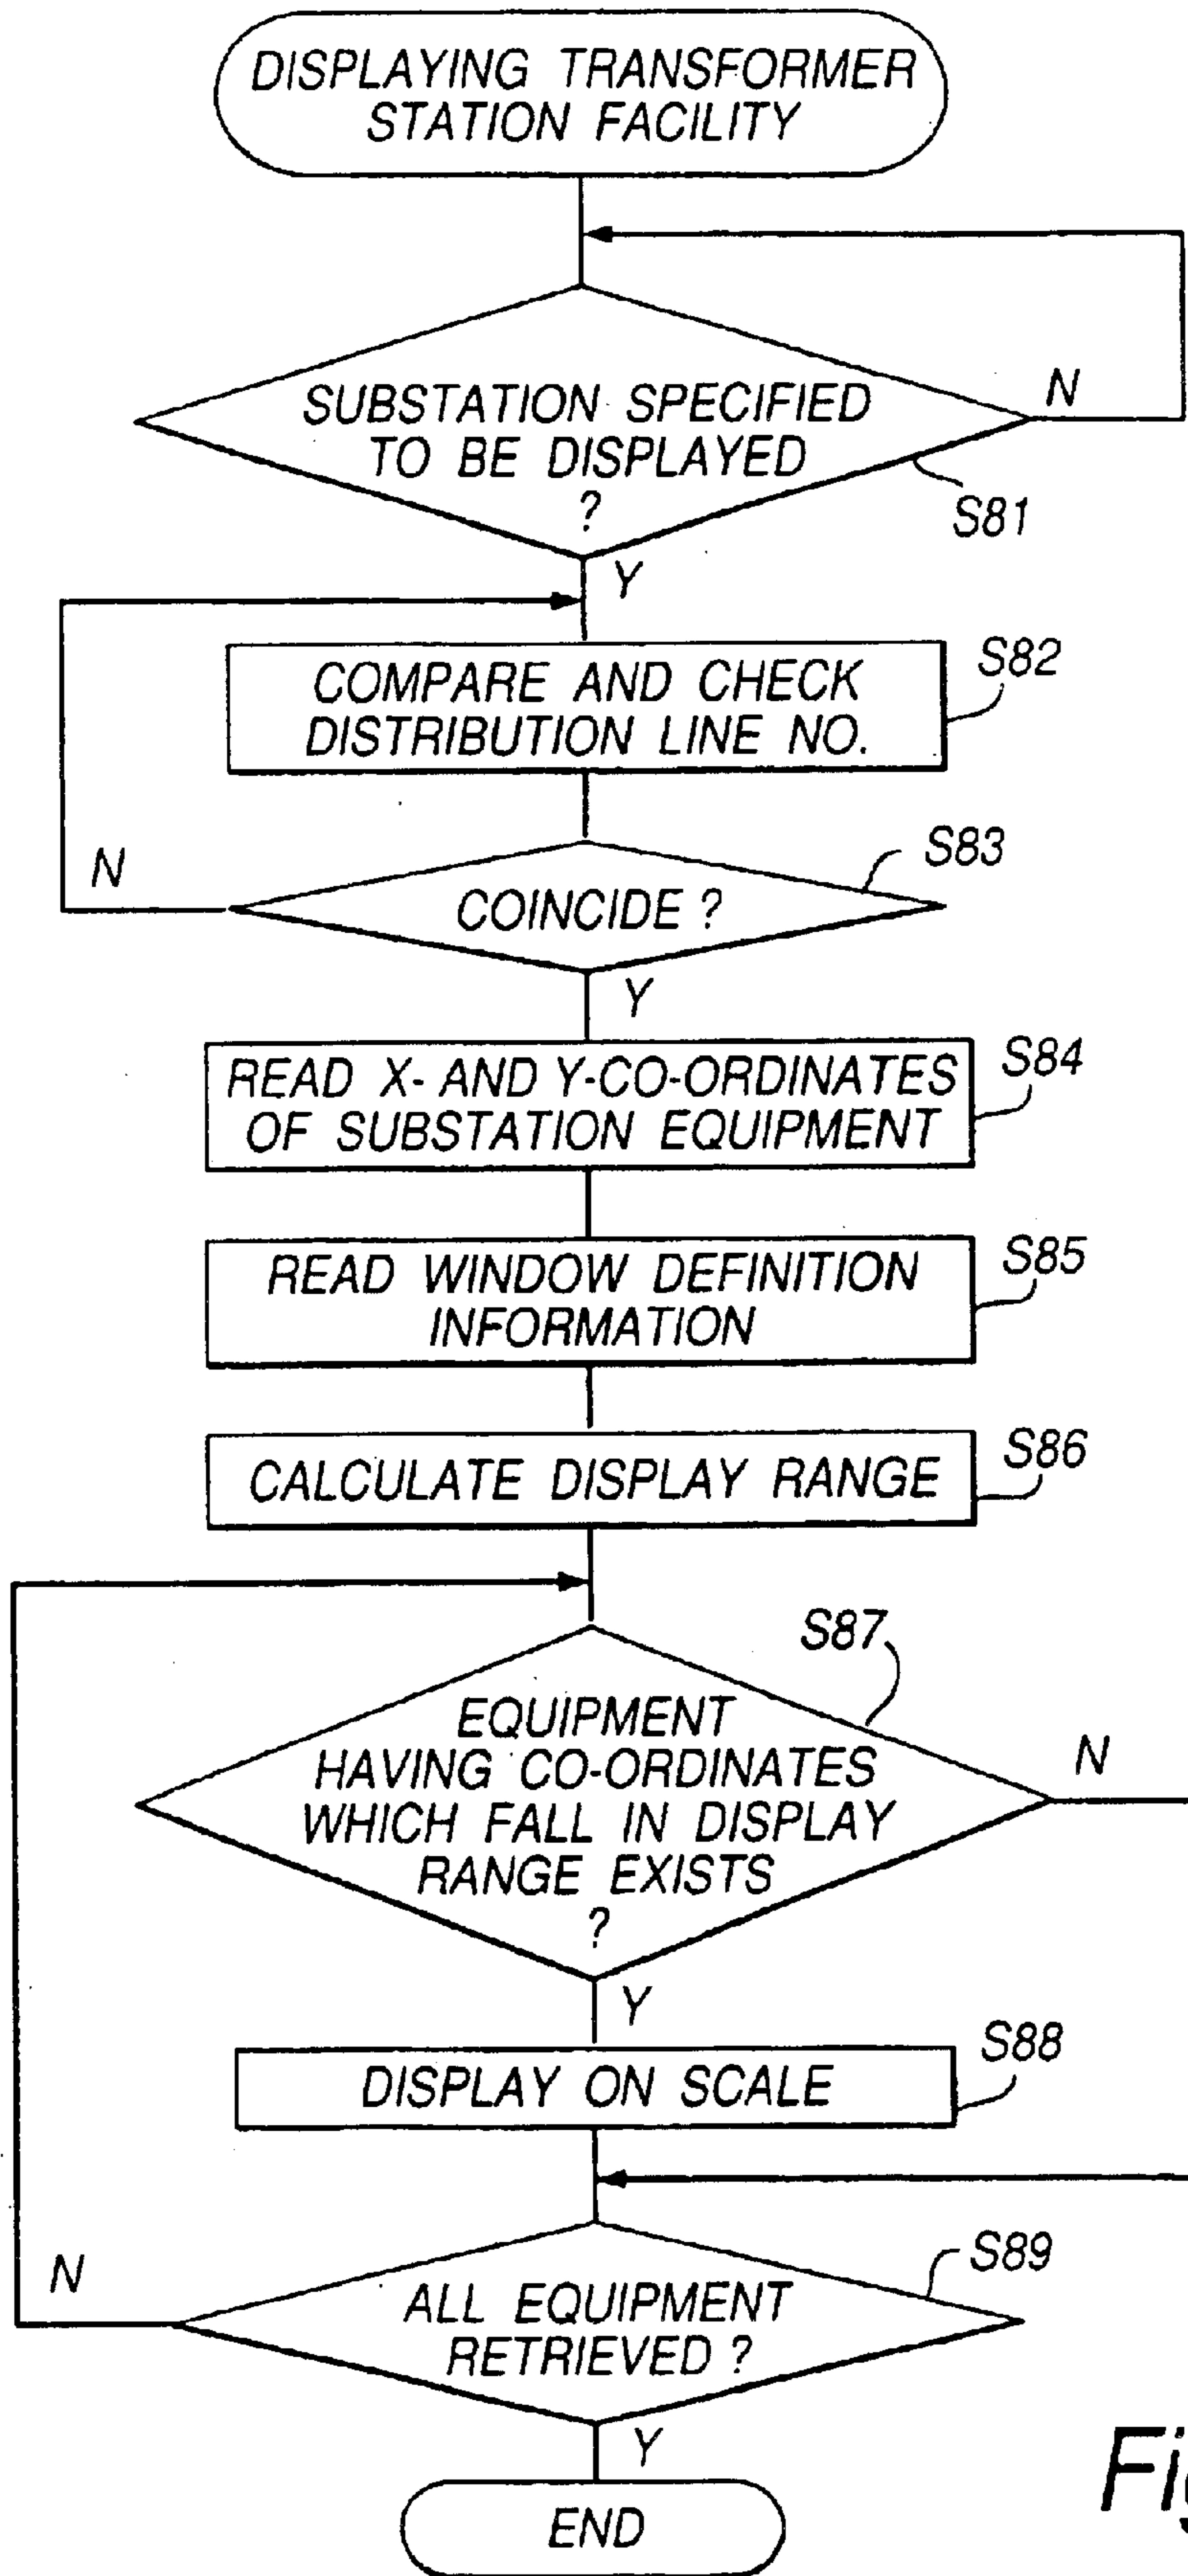 DISPLAYING TRANSFORMER
STATION FACILITY
SUBSTATION SPECIFIED
TO BE DISPLAYED
?
N
S81
Y
COMPARE AND CHECK
DISTRIBUTION LINE NO.
S82
COINCIDE ?
S83
N
Y
READ X- AND Y-CO-ORDINATES
OF SUBSTATION EQUIPMENT
S84
READ WINDOW DEFINITION
INFORMATION
S85
CALCULATE DISPLAY RANGE
S86
S87
EQUIPMENT
HAVING CO-ORDINATES
WHICH FALL IN DISPLAY
RANGE EXISTS
?
N
Y
DISPLAY ON SCALE
S88
S89
ALL EQUIPMENT
RETRIEVED ?
N
Y
END